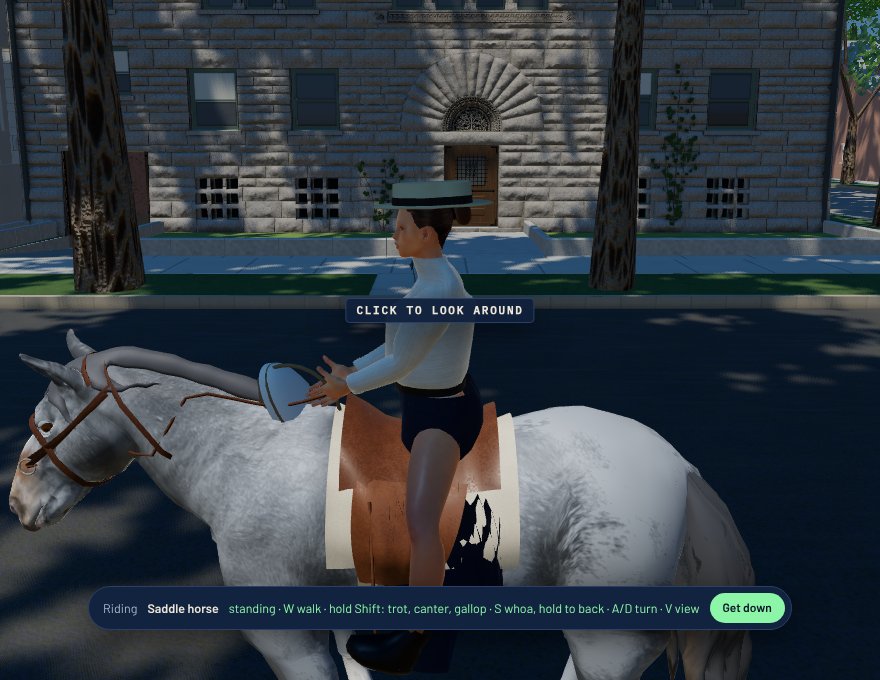 CLICK TO LOOK AROUND
Riding Saddle horse standing · W walk · hold Shift: trot, canter, gallop · S whoa, hold to back · A/D turn · V view Get down